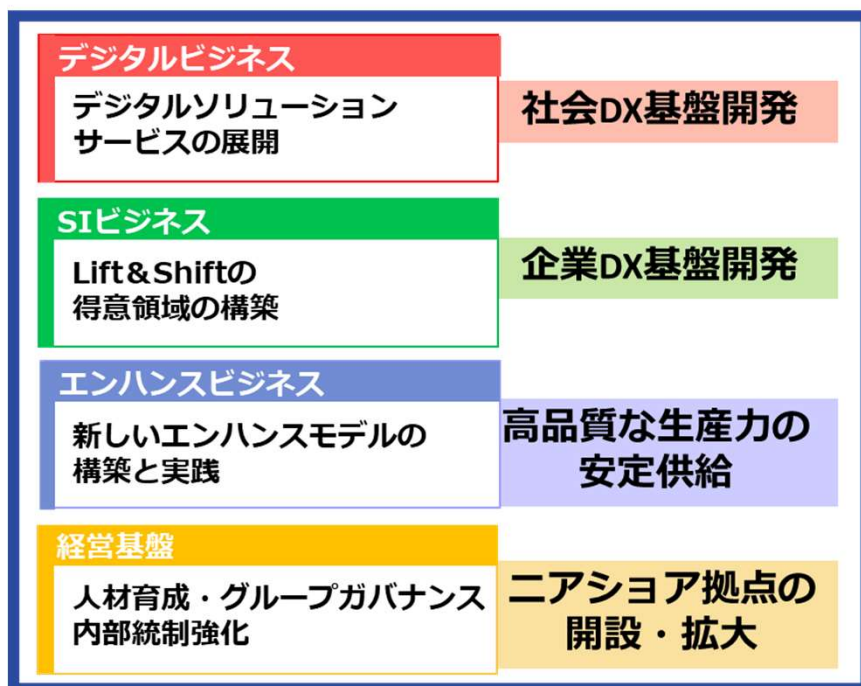 デジタルビジネス
デジタルソリューション
サービスの展開
社会DX基盤開発
SIビジネス
Lift&Shiftの
得意領域の構築
企業DX基盤開発
エンハンスビジネス
新しいエンハンスモデルの
構築と実践
高品質な生産力の
安定供給
経営基盤
人材育成・グループガバナンス
内部統制強化
ニアショア拠点の
開設・拡大